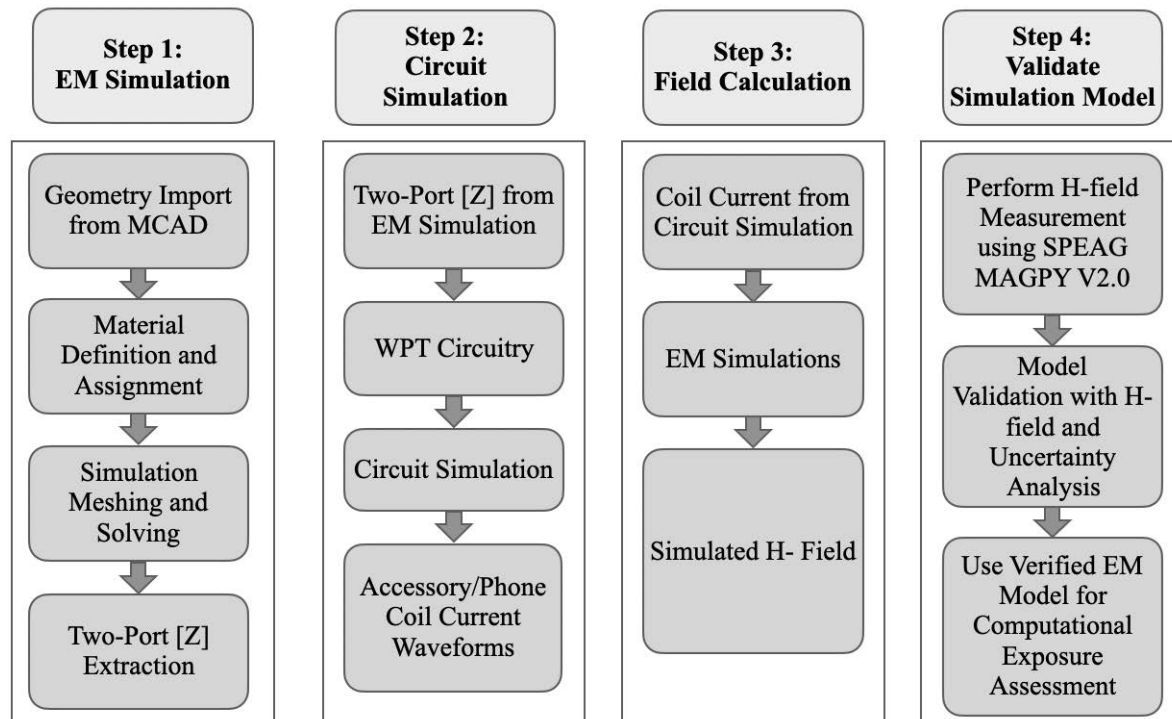 Step 1:
EM Simulation
Geometry Import
from MCAD
Material
Definition and
Assignment
Simulation
Meshing and
Solving
Two-Port [Z]
Extraction
Step 2:
Circuit
Simulation
Two-Port [Z] from
EM Simulation
WPT Circuitry
Circuit Simulation
Accessory/Phone
Coil Current
Waveforms
Step 3:
Field Calculation
Coil Current from
Circuit Simulation
EM Simulations
Simulated H- Field
Step 4:
Validate
Simulation Model
Perform H-field
Measurement
using SPEAG
MAGPY V2.0
Model
Validation with H-
field and
Uncertainty
Analysis
Use Verified EM
Model for
Computational
Exposure
Assessment